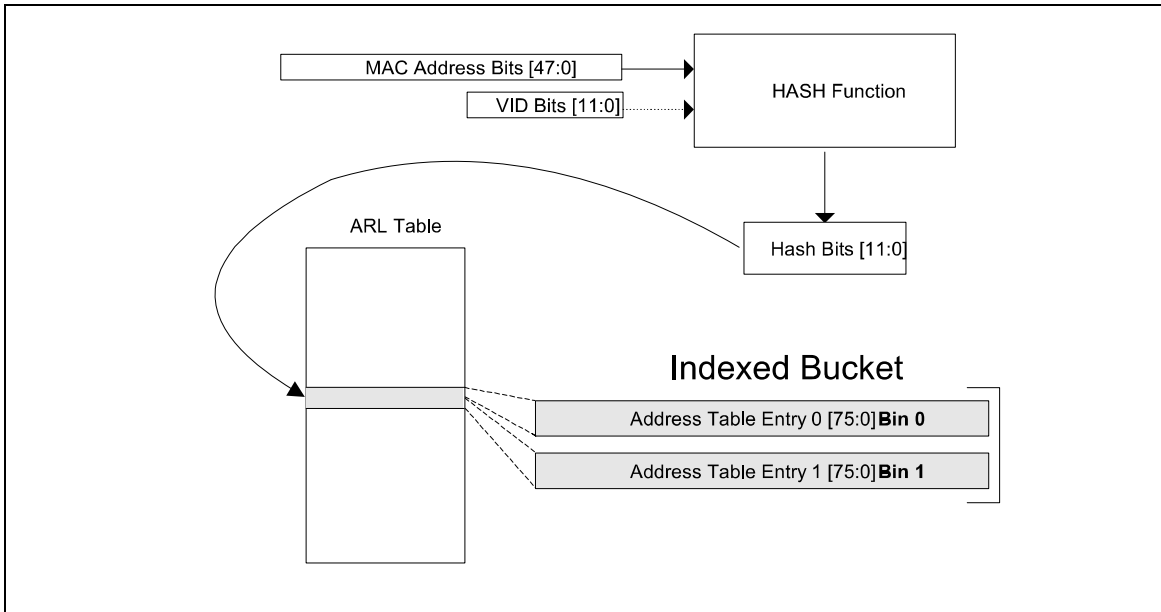 MAC Address Bits [47:0]
HASH Function
VID Bits [11:0]
ARL Table
Hash Bits [11:0]
Indexed Bucket
Address Table Entry 0 [75:0] Bin 0
Address Table Entry 1 [75:0] Bin 1